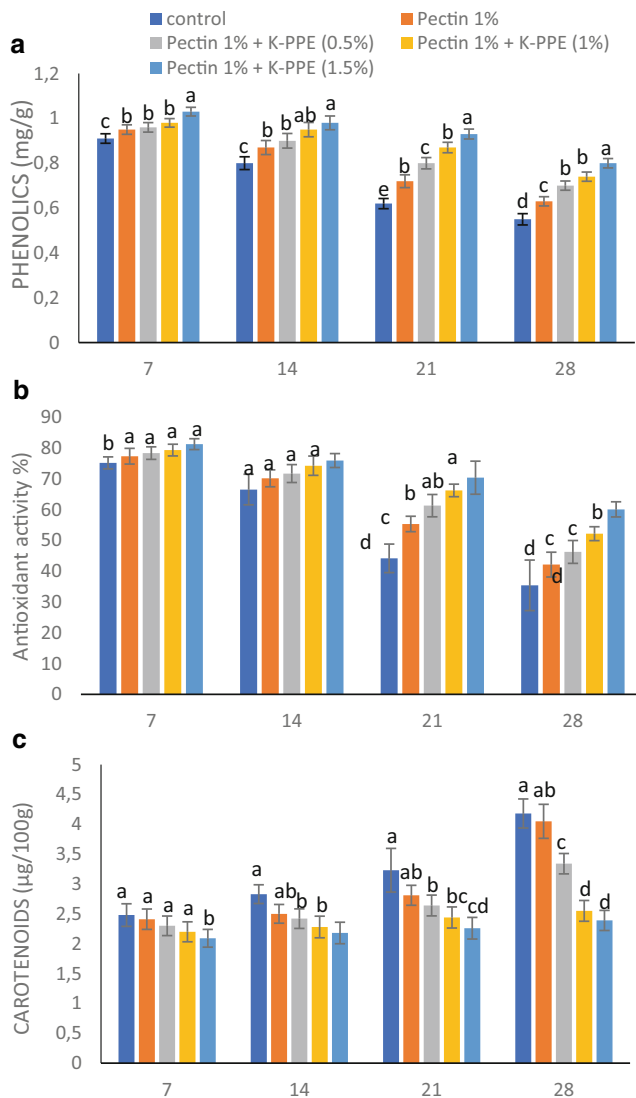 control
Pectin 1%
Pectin 1% + K-PPE (0.5%)
Pectin 1% + K-PPE (1%)
Pectin 1% + K-PPE (1.5%)
a
PHENOLICS (mg/g)
1,2
1
0,8
0,6
0,4
0,2
0
c b b b a
c b b ab a
e b c b a
d c b b a
7 14 21 28
b
Antioxidant activity %)
90
80
70
60
50
40
30
20
10
0
b a a a a
a a a a
d c b ab a
d c d c b
7 14 21 28
c
CAROTENOIDS (µg/100g)
5
4,5
4
3,5
3
2,5
2
1,5
1
0,5
0
a a a a b
a ab b b
a ab b bc cd
a ab c d d
7 14 21 28